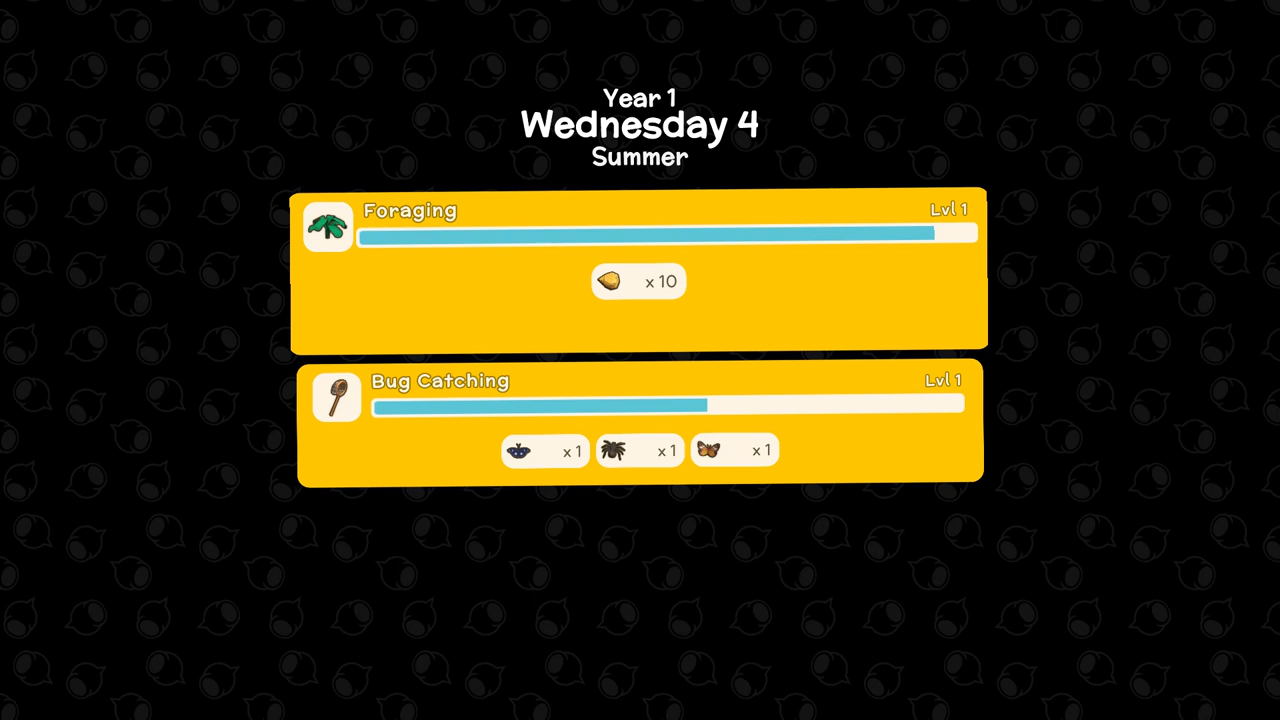 Year 1
Wednesday 4
Summer
Foraging Lvl 1
x 10
Bug Catching Lvl 1
x 1 x 1 x 1